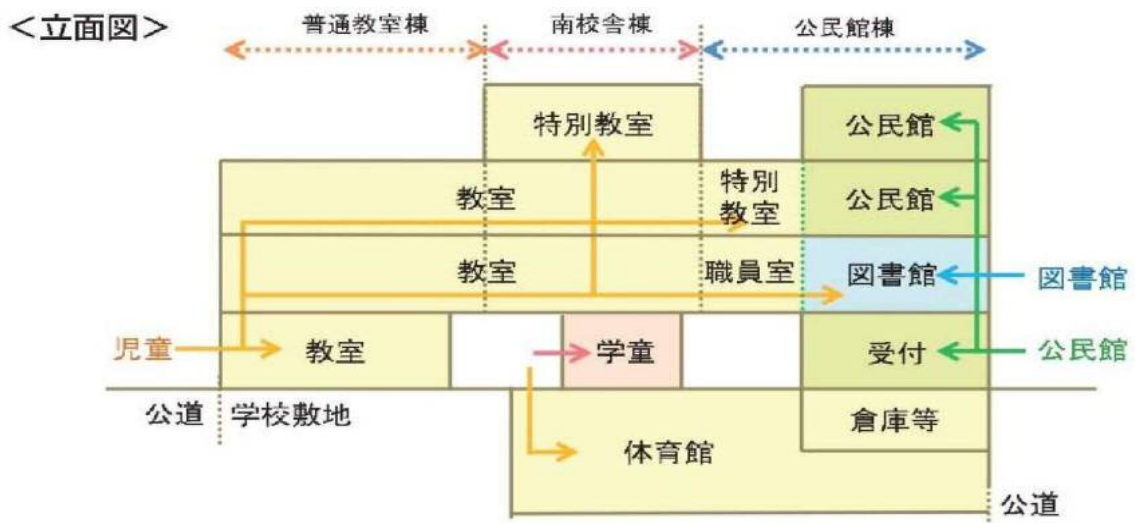 ＜立面図＞
普通教室棟
南校舎棟
公民館棟
特別教室
公民館
教室
特別
教室
公民館
教室
職員室
図書館
図書館
児童
教室
学童
受付
公民館
公道
学校敷地
倉庫等
体育館
公道